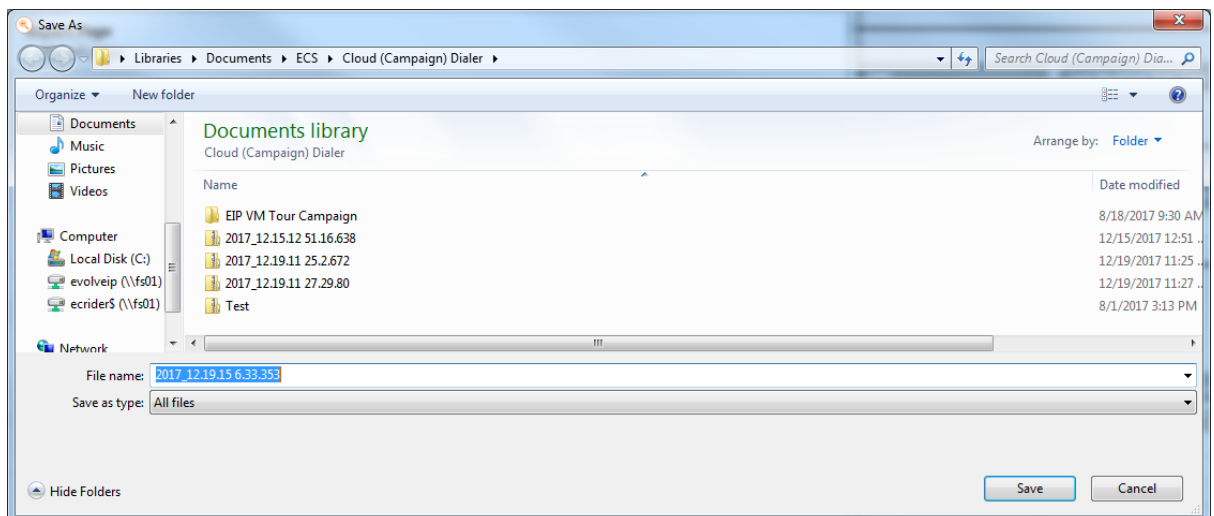 Save As
Libraries ▸ Documents ▸ ECS ▸ Cloud (Campaign) Dialer ▸
Search Cloud (Campaign) Dia...
Organize ▾ New folder
Documents
Music
Pictures
Videos
Computer
Local Disk (C:)
evolveip (\\fs01)
ecrider$ (\\fs01)
Network
Documents library
Cloud (Campaign) Dialer
Arrange by: Folder ▾
Name Date modified
EIP VM Tour Campaign 8/18/2017 9:30 AM
2017_12.15.12 51.16.638 12/15/2017 12:51 ..
2017_12.19.11 25.2.672 12/19/2017 11:25 ..
2017_12.19.11 27.29.80 12/19/2017 11:27 ..
Test 8/1/2017 3:13 PM
File name: 2017_12.19.15 6.33.353
Save as type: All files
Hide Folders
Save Cancel